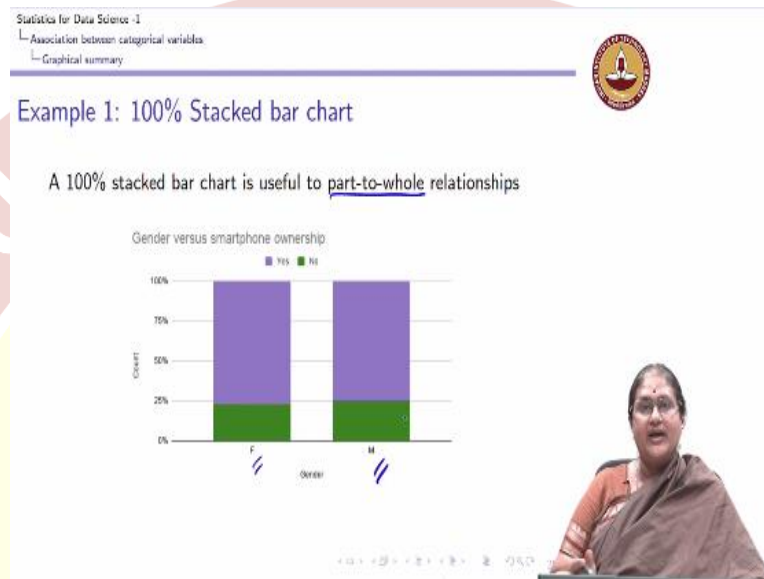 Statistics for Data Science -1
Association between categorical variables
Graphical summary
Example 1: 100% Stacked bar chart
A 100% stacked bar chart is useful to part-to-whole relationships
Gender versus smartphone ownership
Yes No
100%
75%
50%
25%
0%
Count
F M
Gender